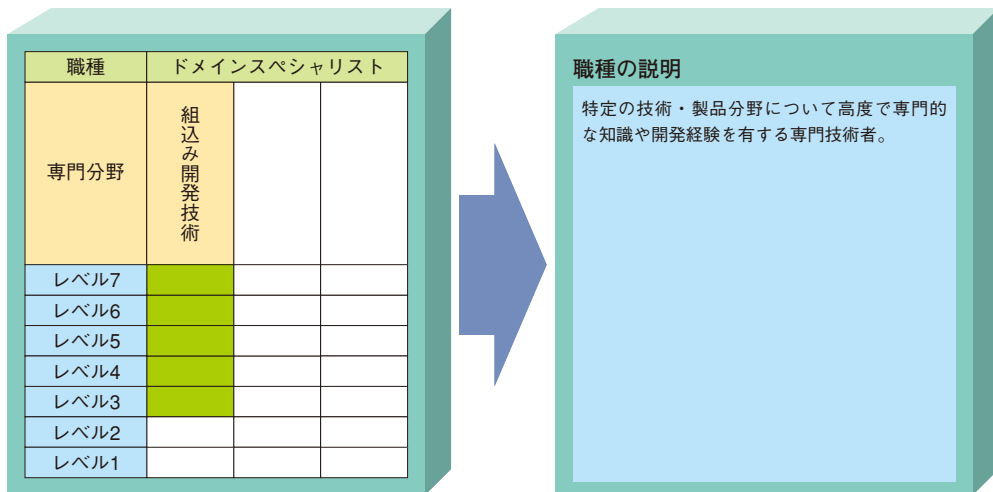 職種
ドメインスペシャリスト
専門分野
組込み開発技術
レベル7
レベル6
レベル5
レベル4
レベル3
レベル2
レベル1
職種の説明
特定の技術・製品分野について高度で専門的
な知識や開発経験を有する専門技術者。